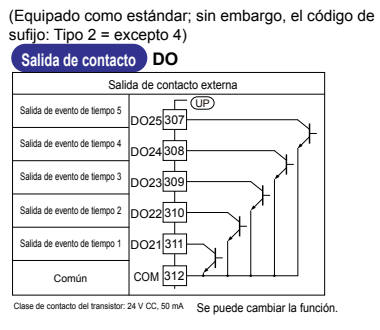 (Equipado como estándar; sin embargo, el código de
sufijo: Tipo 2 = excepto 4)
Salida de contacto DO
Salida de contacto externa
UP
Salida de evento de tiempo 5 DO25 307
Salida de evento de tiempo 4 DO24 308
Salida de evento de tiempo 3 DO23 309
Salida de evento de tiempo 2 DO22 310
Salida de evento de tiempo 1 DO21 311
Común COM 312
Clase de contacto del transistor: 24 V CC, 50 mA Se puede cambiar la función.